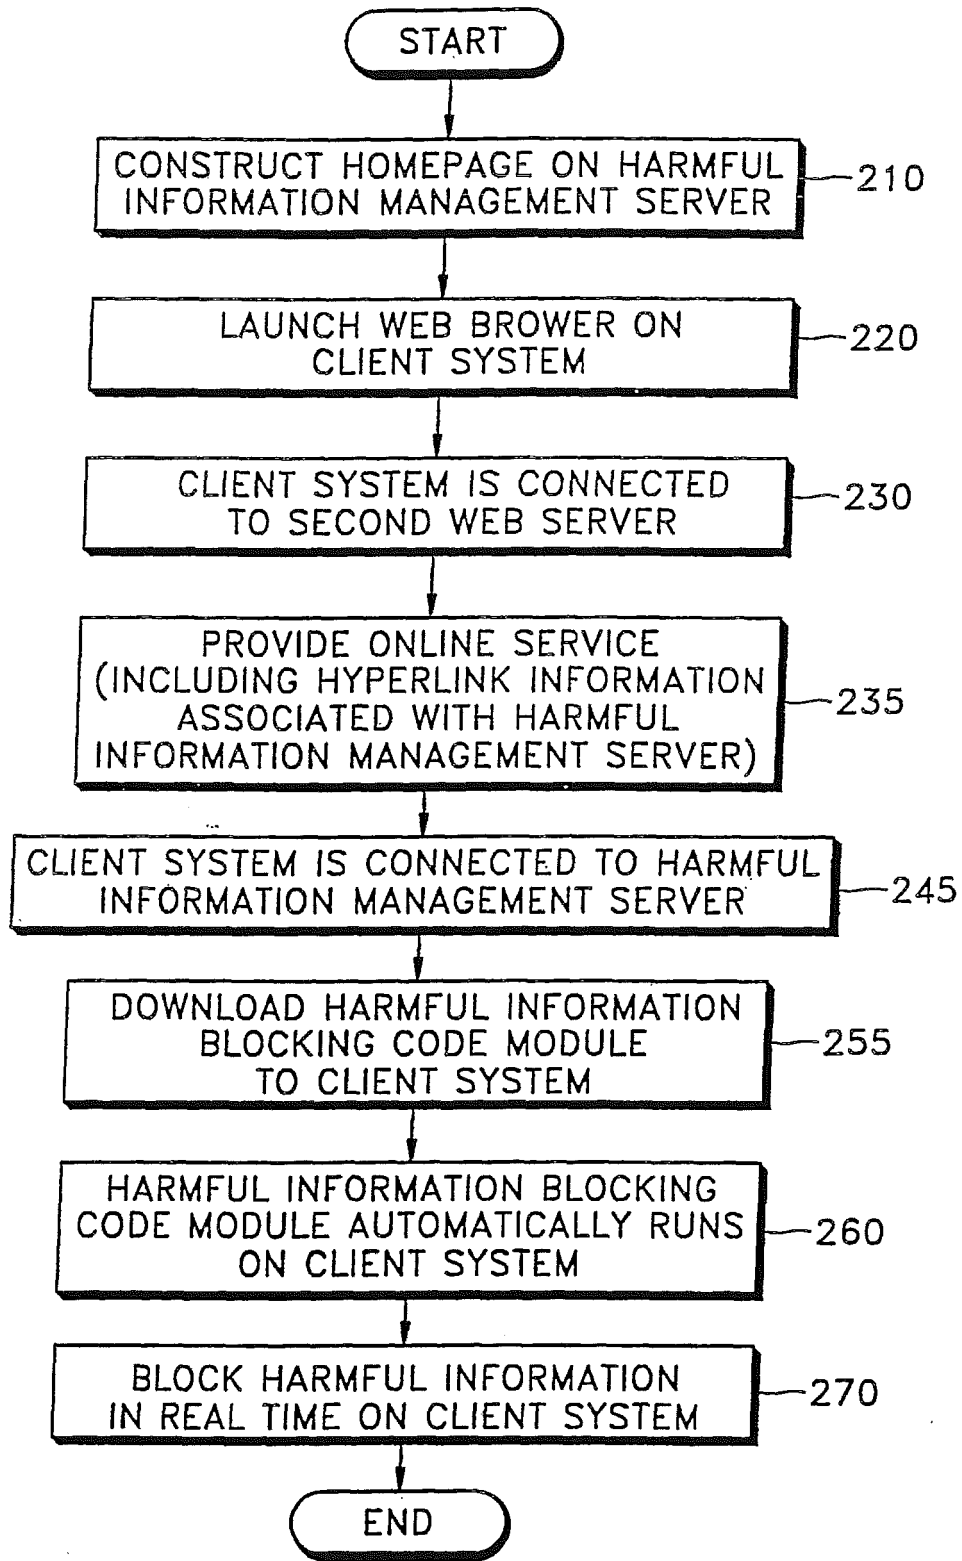 START
CONSTRUCT HOMEPAGE ON HARMFUL
INFORMATION MANAGEMENT SERVER
210
LAUNCH WEB BROWER ON
CLIENT SYSTEM
220
CLIENT SYSTEM IS CONNECTED
TO SECOND WEB SERVER
230
PROVIDE ONLINE SERVICE
(INCLUDING HYPERLINK INFORMATION
ASSOCIATED WITH HARMFUL
INFORMATION MANAGEMENT SERVER)
235
CLIENT SYSTEM IS CONNECTED TO HARMFUL
INFORMATION MANAGEMENT SERVER
245
DOWNLOAD HARMFUL INFORMATION
BLOCKING CODE MODULE
TO CLIENT SYSTEM
255
HARMFUL INFORMATION BLOCKING
CODE MODULE AUTOMATICALLY RUNS
ON CLIENT SYSTEM
260
BLOCK HARMFUL INFORMATION
IN REAL TIME ON CLIENT SYSTEM
270
END